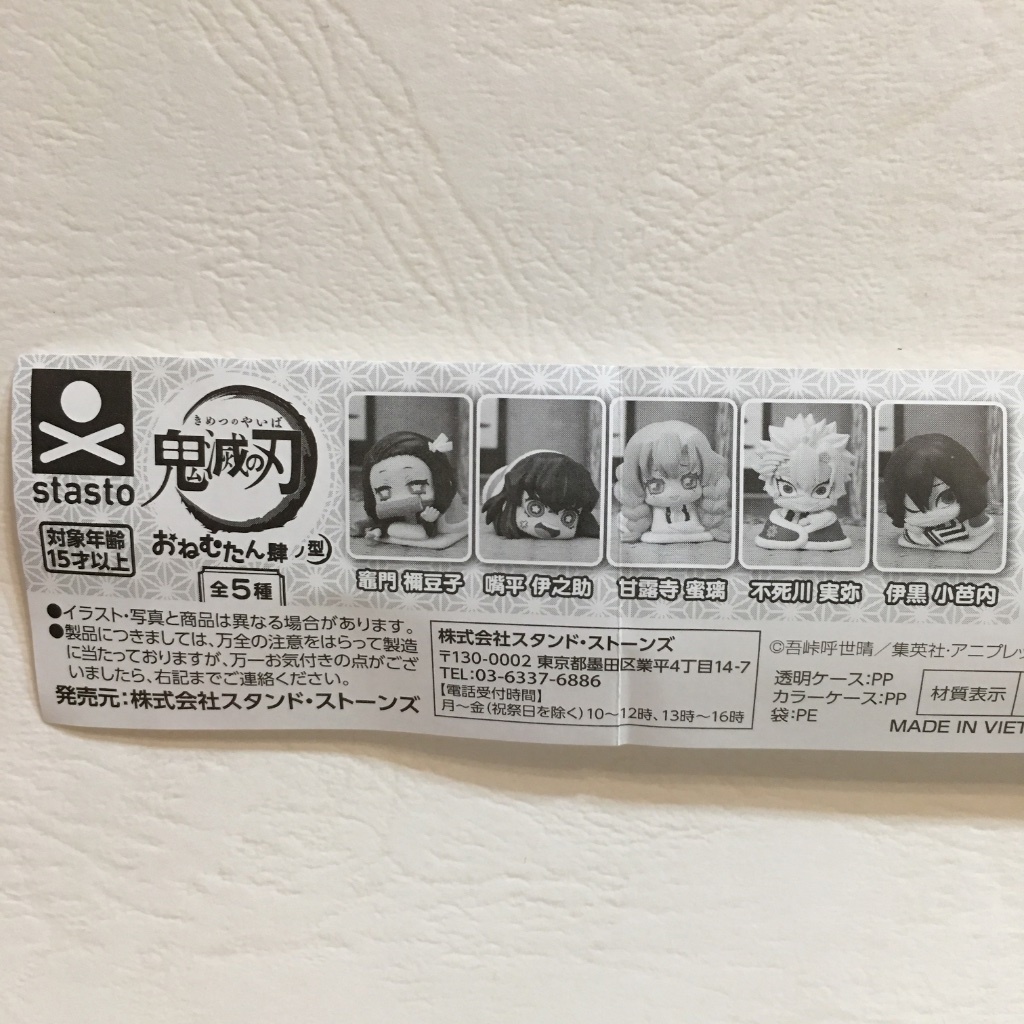 stasto
対象年齢
15才以上
きめつのやいば
鬼滅の刃
おねむたん 肆ノ型
全5種
竈門 禰豆子
嘴平 伊之助
甘露寺 蜜璃
不死川 実弥
伊黒 小芭内
●イラスト・写真と商品は異なる場合があります。
●製品につきましては、万全の注意をはらって製造
に当たっておりますが、万一お気付きの点がござ
いましたら、右記までご連絡ください。
発売元:株式会社スタンド・ストーンズ
株式会社スタンド・ストーンズ
〒130-0002 東京都墨田区業平4丁目14-7
TEL:03-6337-6886
【電話受付時間】
月～金(祝祭日を除く)10～12時、13時～16時
©吾峠呼世晴／集英社・アニプレッ
透明ケース:PP
カラーケース:PP
袋:PE
材質表示
MADE IN VIET